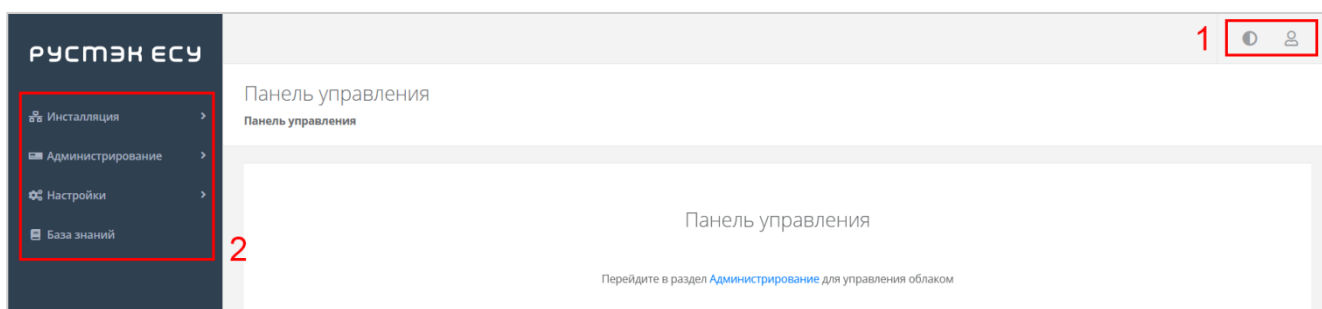 РУСТЭК ЕСУ
1
Панель управления
Панель управления
Инсталляция
Администрирование
Настройки
База знаний
2
Панель управления
Перейдите в раздел Администрирование для управления облаком